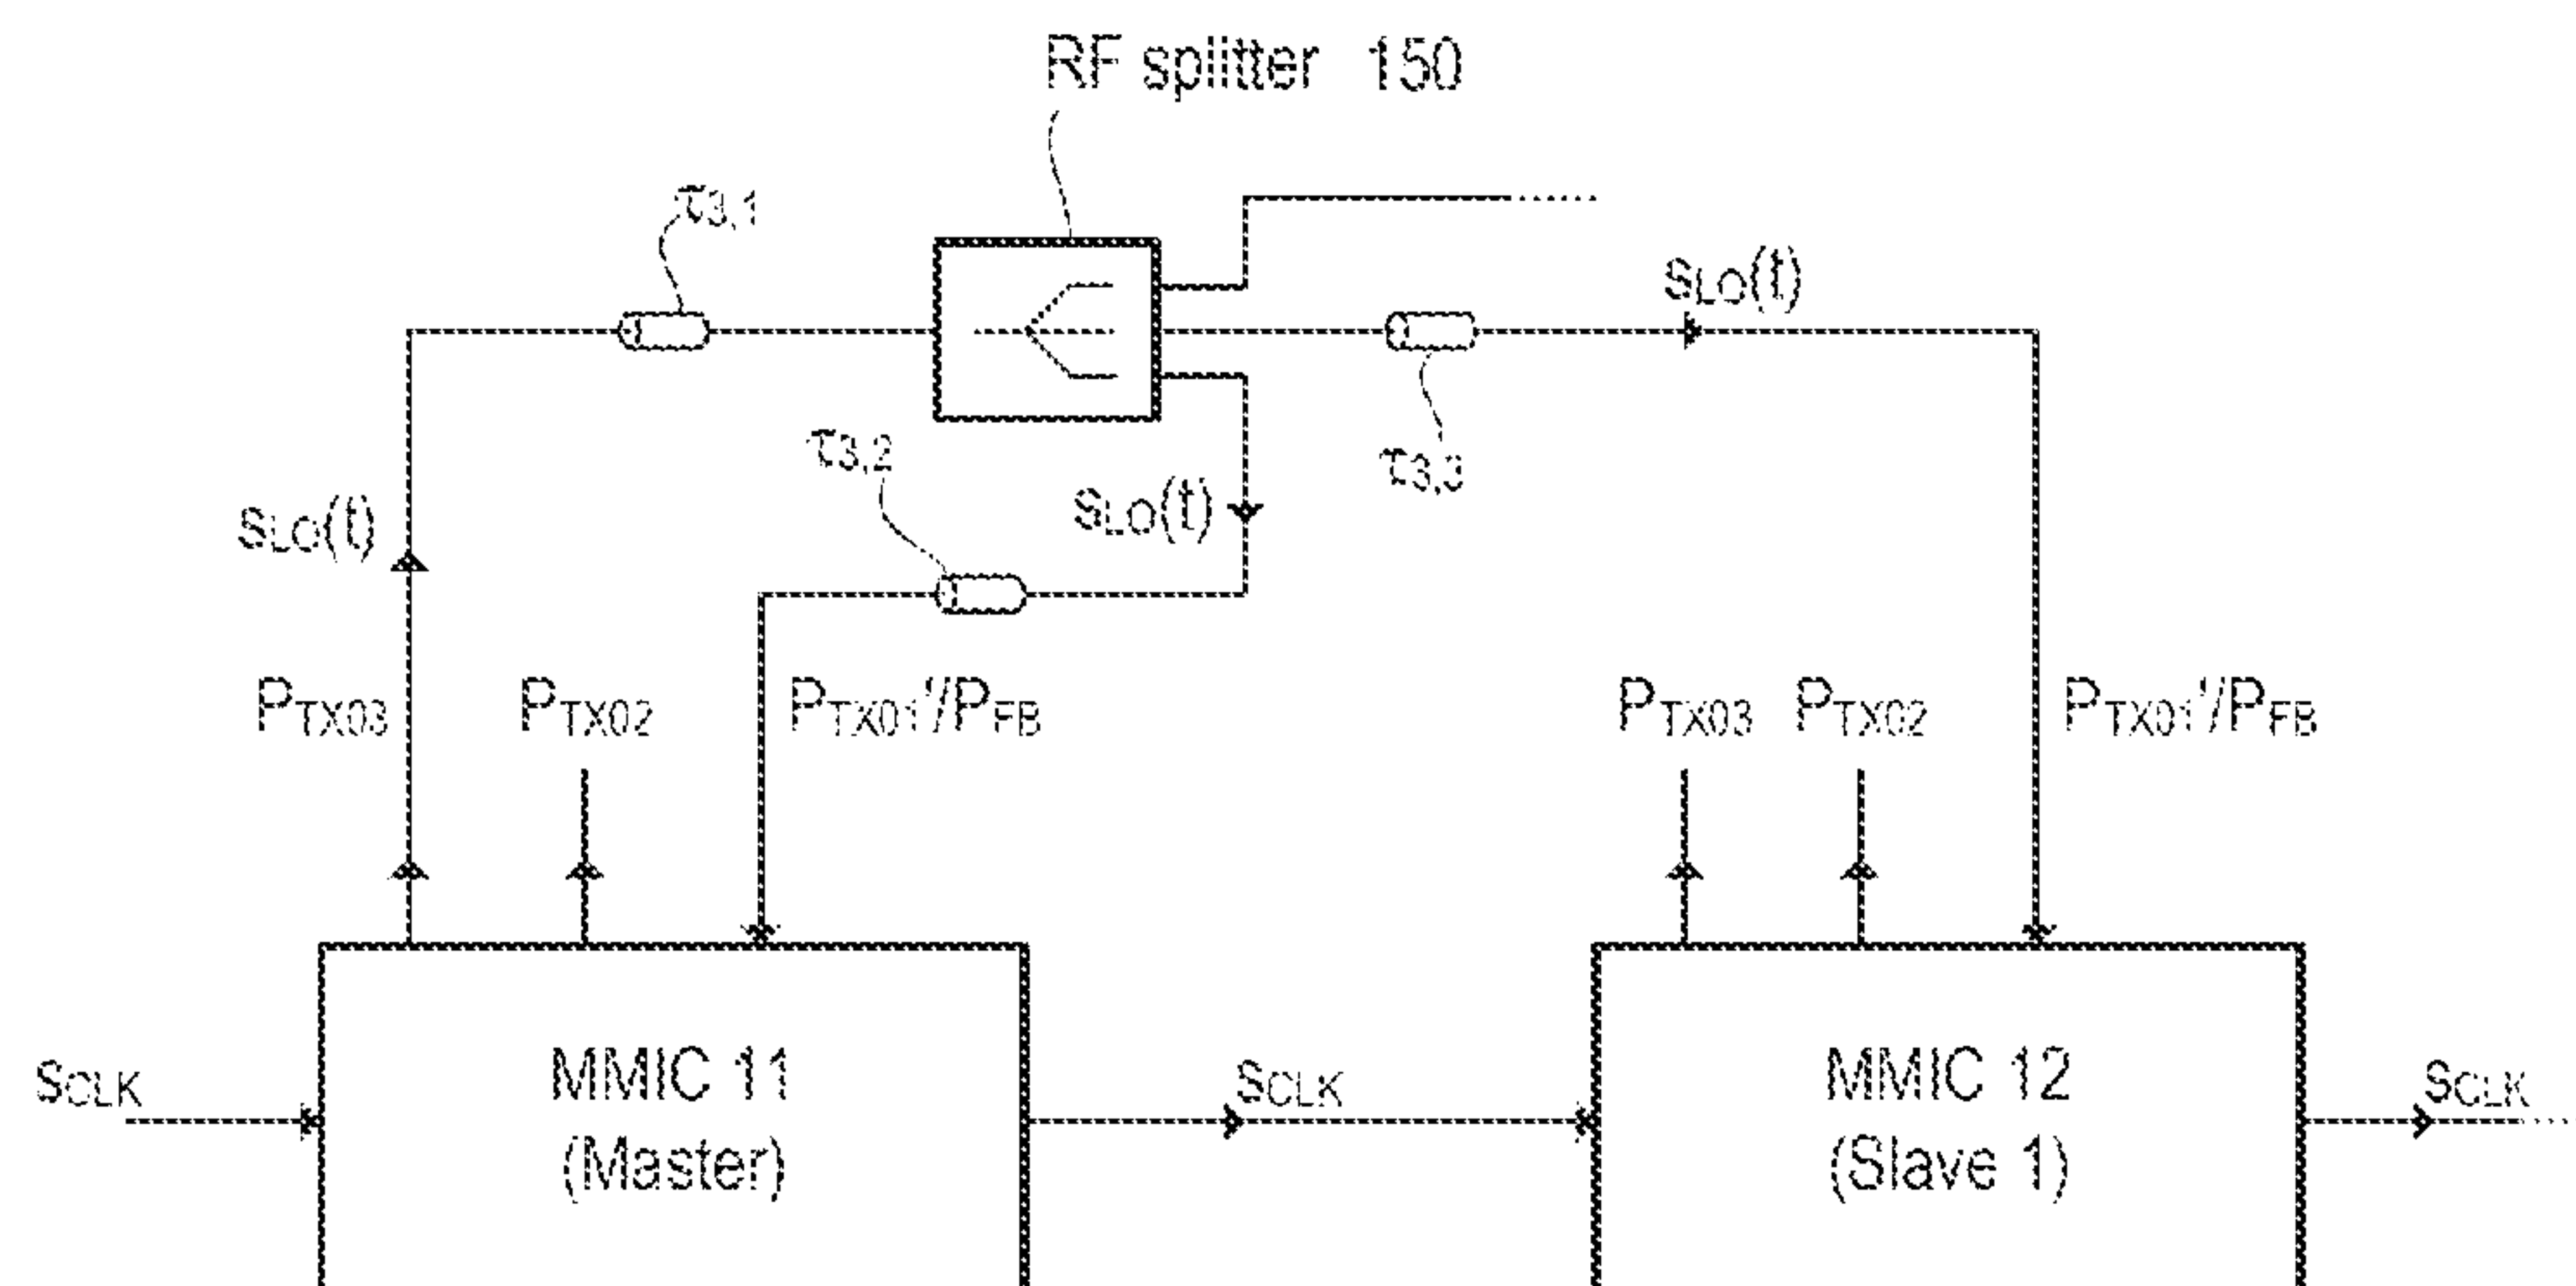 RF splitter 150
τ3,1
sLO(t)
τ3,2
sLO(t)
τ3,3
sLO(t)
PTX03
PTX02
PTX01'/PFB
PTX03
PTX02
PTX01'/PFB
sCLK
MMIC 11
(Master)
sCLK
MMIC 12
(Slave 1)
sCLK